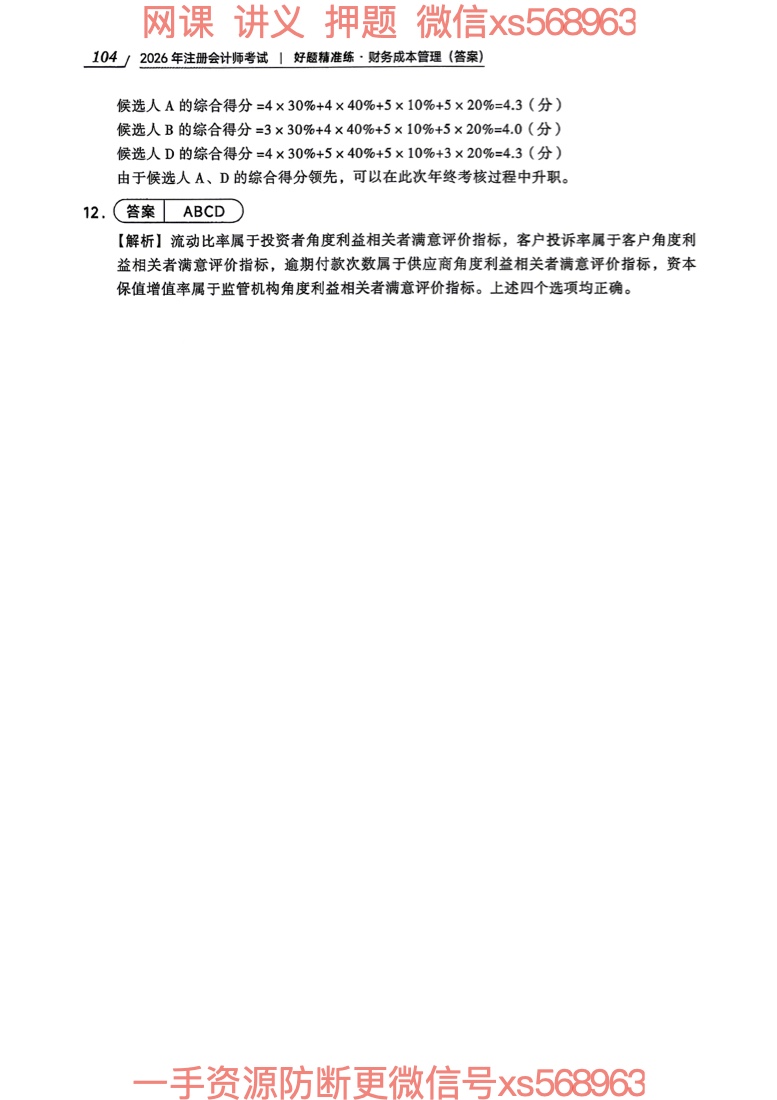 网课 讲义 押题 微信xs568963
104 / 2026 年注册会计师考试 | 好题精准练·财务成本管理(答案)
候选人 A 的综合得分 =4×30%+4×40%+5×10%+5×20%=4.3(分)
候选人 B 的综合得分 =3×30%+4×40%+5×10%+5×20%=4.0(分)
候选人 D 的综合得分 =4×30%+5×40%+5×10%+3×20%=4.3(分)
由于候选人 A、D 的综合得分领先，可以在此次年终考核过程中升职。
12. 答案 | ABCD
【解析】流动比率属于投资者角度利益相关者满意评价指标，客户投诉率属于客户角度利
益相关者满意评价指标，逾期付款次数属于供应商角度利益相关者满意评价指标，资本
保值增值率属于监管机构角度利益相关者满意评价指标。上述四个选项均正确。
一手资源防断更微信号xs568963